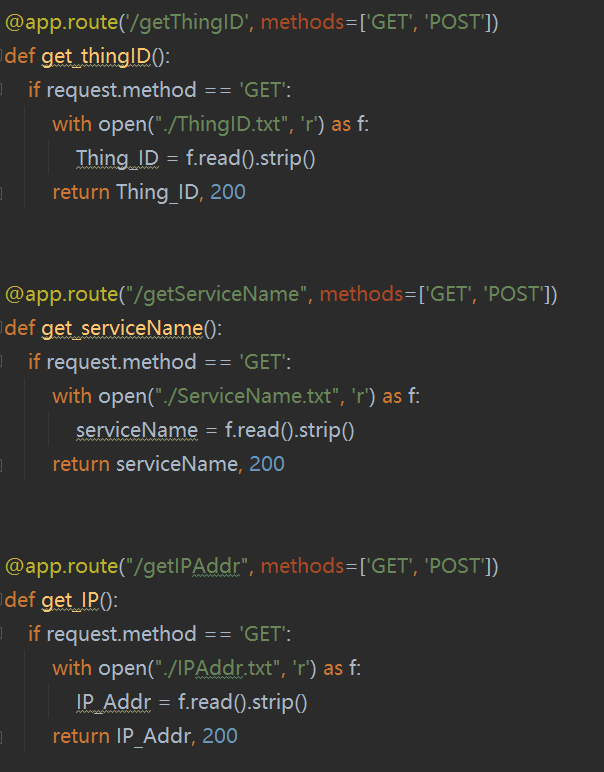 @app.route('/getThingID', methods=['GET', 'POST'])
def get_thingID():
if request.method == 'GET':
with open("./ThingID.txt", 'r') as f:
Thing_ID = f.read().strip()
return Thing_ID, 200
@app.route("/getServiceName", methods=['GET', 'POST'])
def get_serviceName():
if request.method == 'GET':
with open("./ServiceName.txt", 'r') as f:
serviceName = f.read().strip()
return serviceName, 200
@app.route("/getIPAddr", methods=['GET', 'POST'])
def get_IP():
if request.method == 'GET':
with open("./IPAddr.txt", 'r') as f:
IP_Addr = f.read().strip()
return IP_Addr, 200